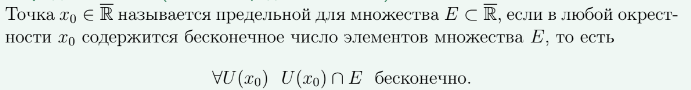 Точка x₀ ∈ ℝ̅ называется предельной для множества E ⊂ ℝ̅, если в любой окрест-
ности x₀ содержится бесконечное число элементов множества E, то есть
∀U(x₀) U(x₀) ∩ E бесконечно.